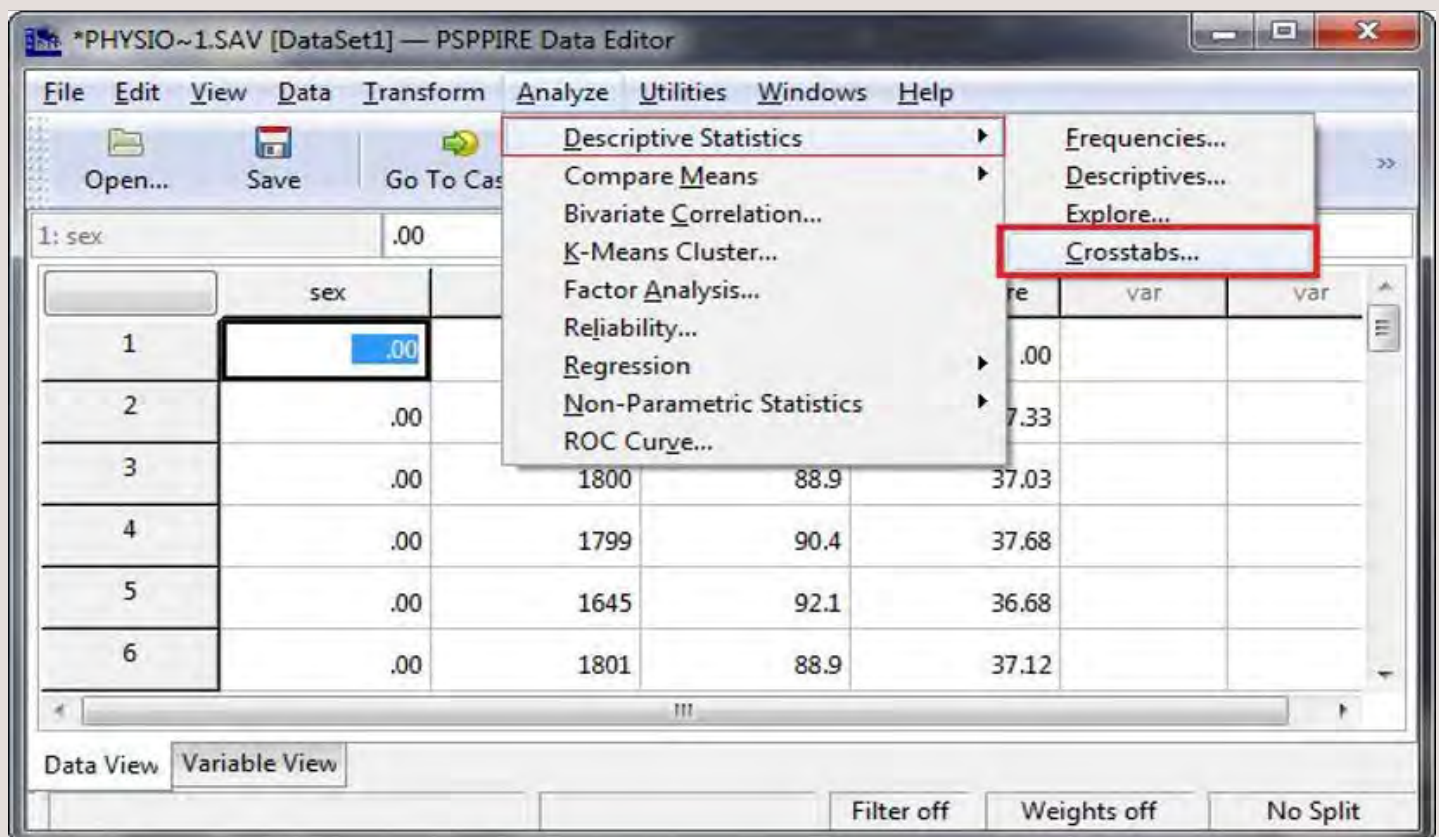 *PHYSIO~1.SAV [DataSet1] — PSPPIRE Data Editor
File Edit View Data Transform Analyze Utilities Windows Help
Open... Save Go To Cas
Descriptive Statistics
Compare Means
Bivariate Correlation...
K-Means Cluster...
Factor Analysis...
Reliability...
Regression
Non-Parametric Statistics
ROC Curve...
Frequencies...
Descriptives...
Explore...
Crosstabs...
1: sex .00
sex re var var
1 .00 .00
2 .00 7.33
3 .00 1800 88.9 37.03
4 .00 1799 90.4 37.68
5 .00 1645 92.1 36.68
6 .00 1801 88.9 37.12
Data View Variable View
Filter off Weights off No Split